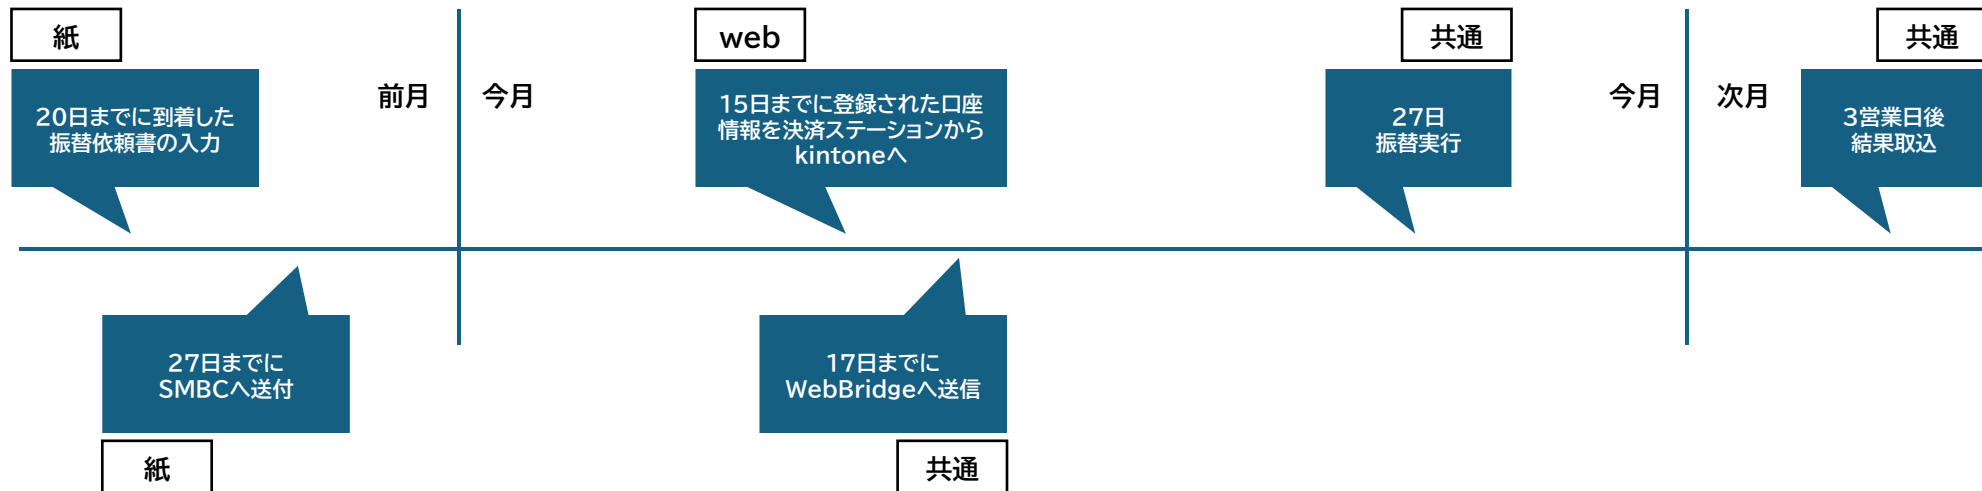 紙
20日までに到着した
振替依頼書の入力
前月
今月
web
15日までに登録された口座
情報を決済ステーションから
kintoneへ
共通
27日
振替実行
今月
次月
共通
3営業日後
結果取込
27日までに
SMBCへ送付
紙
17日までに
WebBridgeへ送信
共通